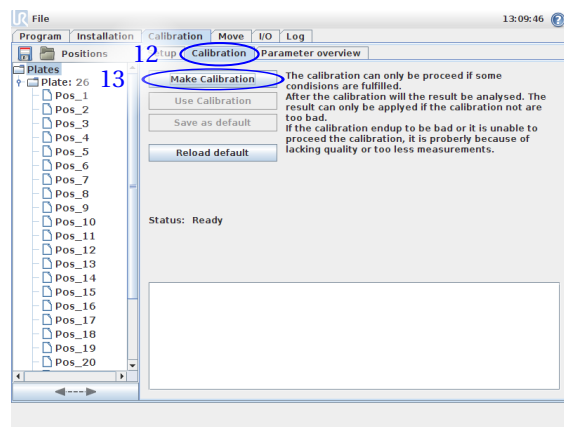 File 13:09:46
Program Installation Calibration Move I/O Log
Positions 12 etup Calibration Parameter overview
Plates
Plate: 26 13
Pos_1
Pos_2
Pos_3
Pos_4
Pos_5
Pos_6
Pos_7
Pos_8
Pos_9
Pos_10
Pos_11
Pos_12
Pos_13
Pos_14
Pos_15
Pos_16
Pos_17
Pos_18
Pos_19
Pos_20
Make Calibration
Use Calibration
Save as default
Reload default
The calibration can only be proceed if some
condisions are fulfilled.
After the calibration will the result be analysed. The
result can only be applyed if the calibration not are
too bad.
If the calibration endup to be bad or it is unable to
proceed the calibration, it is proberly because of
lacking quality or too less measurements.
Status: Ready